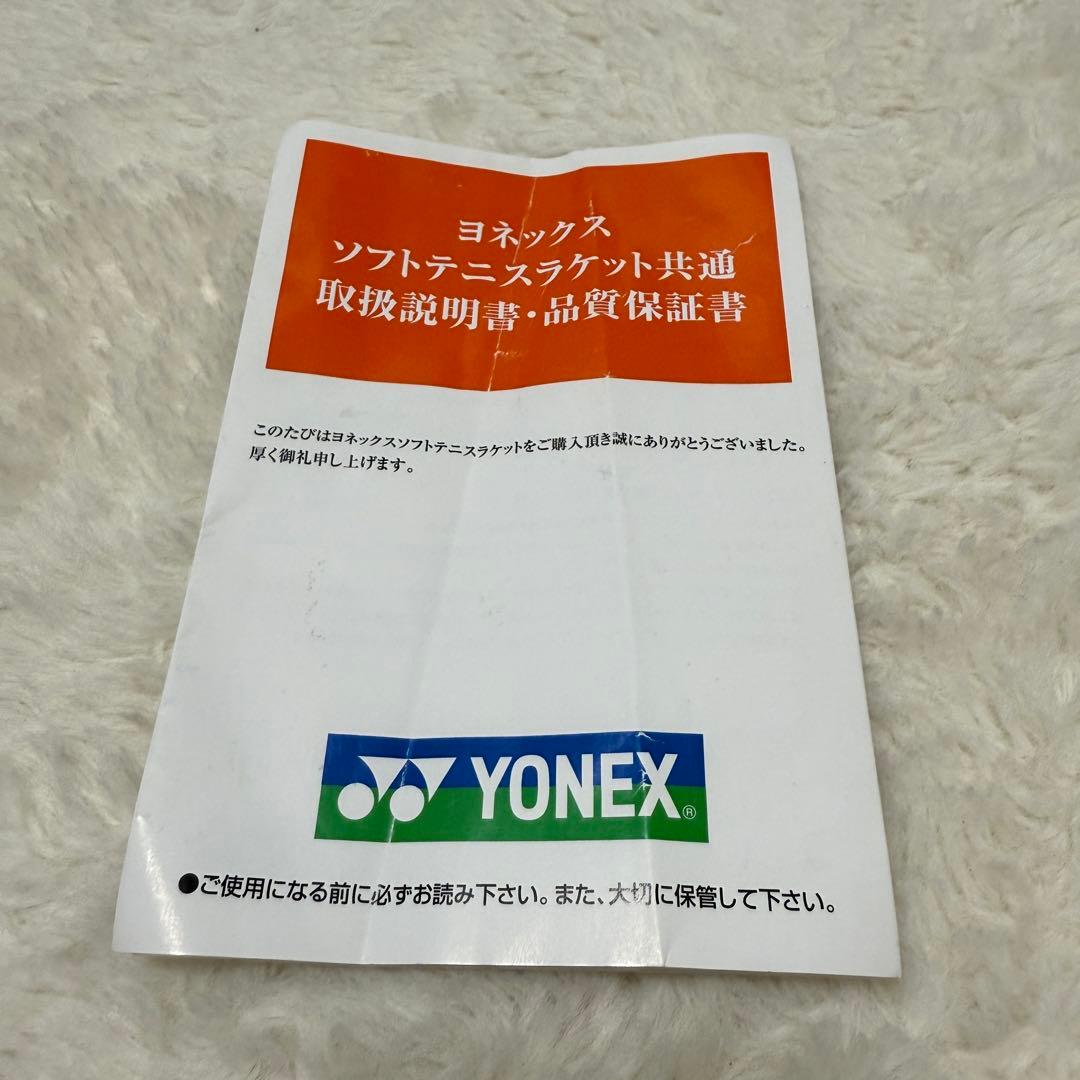 ヨネックス
ソフトテニスラケット共通
取扱説明書・品質保証書
このたびはヨネックスソフトテニスラケットをご購入頂き誠にありがとうございました。
厚く御礼申し上げます。
YONEX®
●ご使用になる前に必ずお読み下さい。また、大切に保管して下さい。